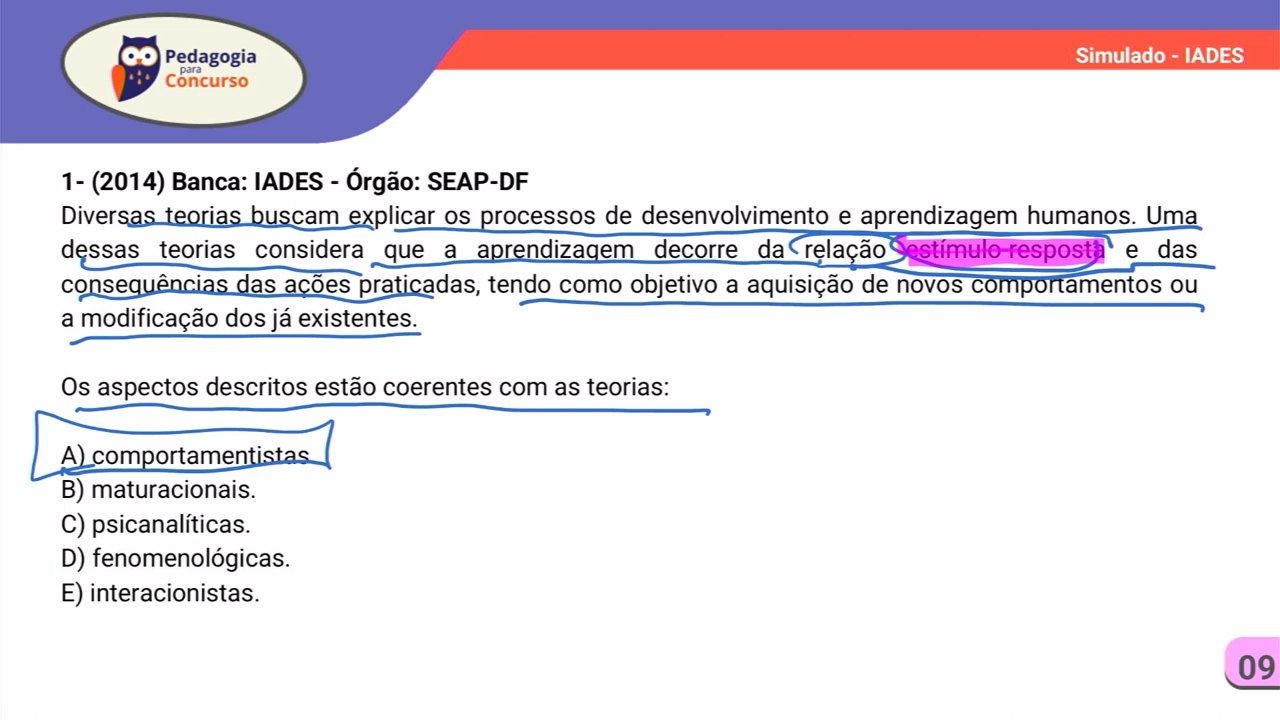 Pedagogia
para
Concurso
Simulado - IADES
1- (2014) Banca: IADES - Órgão: SEAP-DF
Diversas teorias buscam explicar os processos de desenvolvimento e aprendizagem humanos. Uma
dessas teorias considera que a aprendizagem decorre da relação estímulo-resposta e das
consequências das ações praticadas, tendo como objetivo a aquisição de novos comportamentos ou
a modificação dos já existentes.
Os aspectos descritos estão coerentes com as teorias:
A) comportamentistas
B) maturacionais.
C) psicanalíticas.
D) fenomenológicas.
E) interacionistas.
09